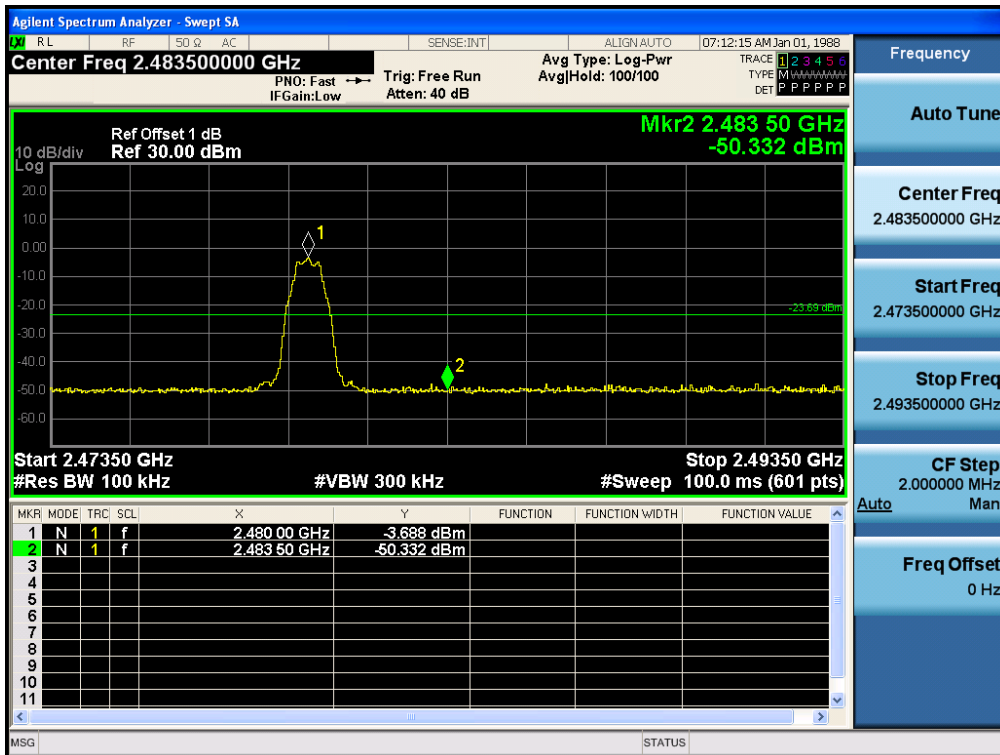 Agilent Spectrum Analyzer - Swept SA
LXI RL RF 50 Ω AC SENSE:INT ALIGN AUTO 07:12:15 AM Jan 01, 1988
Center Freq 2.483500000 GHz
PNO: Fast
IFGain:Low
Trig: Free Run
Atten: 40 dB
Avg Type: Log-Pwr
Avg|Hold: 100/100
TRACE 1 2 3 4 5 6
TYPE M WWWWW
DET P P P P P P
Mkr2 2.483 50 GHz
-50.332 dBm
Ref Offset 1 dB
10 dB/div Ref 30.00 dBm
Log
20.0
10.0
0.00
-10.0
-20.0
-30.0
-40.0
-50.0
-60.0
1
2
-23.69 dBm
Start 2.47350 GHz Stop 2.49350 GHz
#Res BW 100 kHz #VBW 300 kHz #Sweep 100.0 ms (601 pts)
MKR MODE TRC SCL X Y FUNCTION FUNCTION WIDTH FUNCTION VALUE
1 N 1 f 2.480 00 GHz -3.688 dBm
2 N 1 f 2.483 50 GHz -50.332 dBm
3
4
5
6
7
8
9
10
11
MSG STATUS
Frequency
Auto Tune
Center Freq
2.483500000 GHz
Start Freq
2.473500000 GHz
Stop Freq
2.493500000 GHz
CF Step
2.000000 MHz
Auto Man
Freq Offset
0 Hz